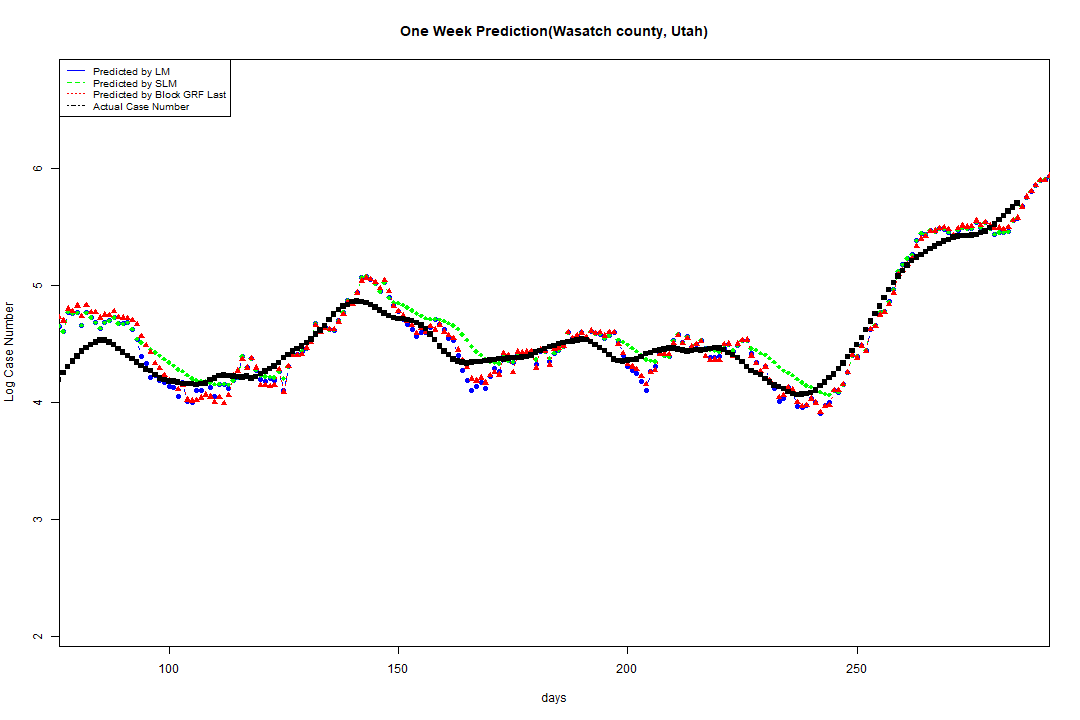 One Week Prediction(Wasatch county, Utah)
Predicted by LM
Predicted by SLM
Predicted by Block GRF Last
Actual Case Number
6
5
4
3
2
Log Case Number
100 150 200 250
days